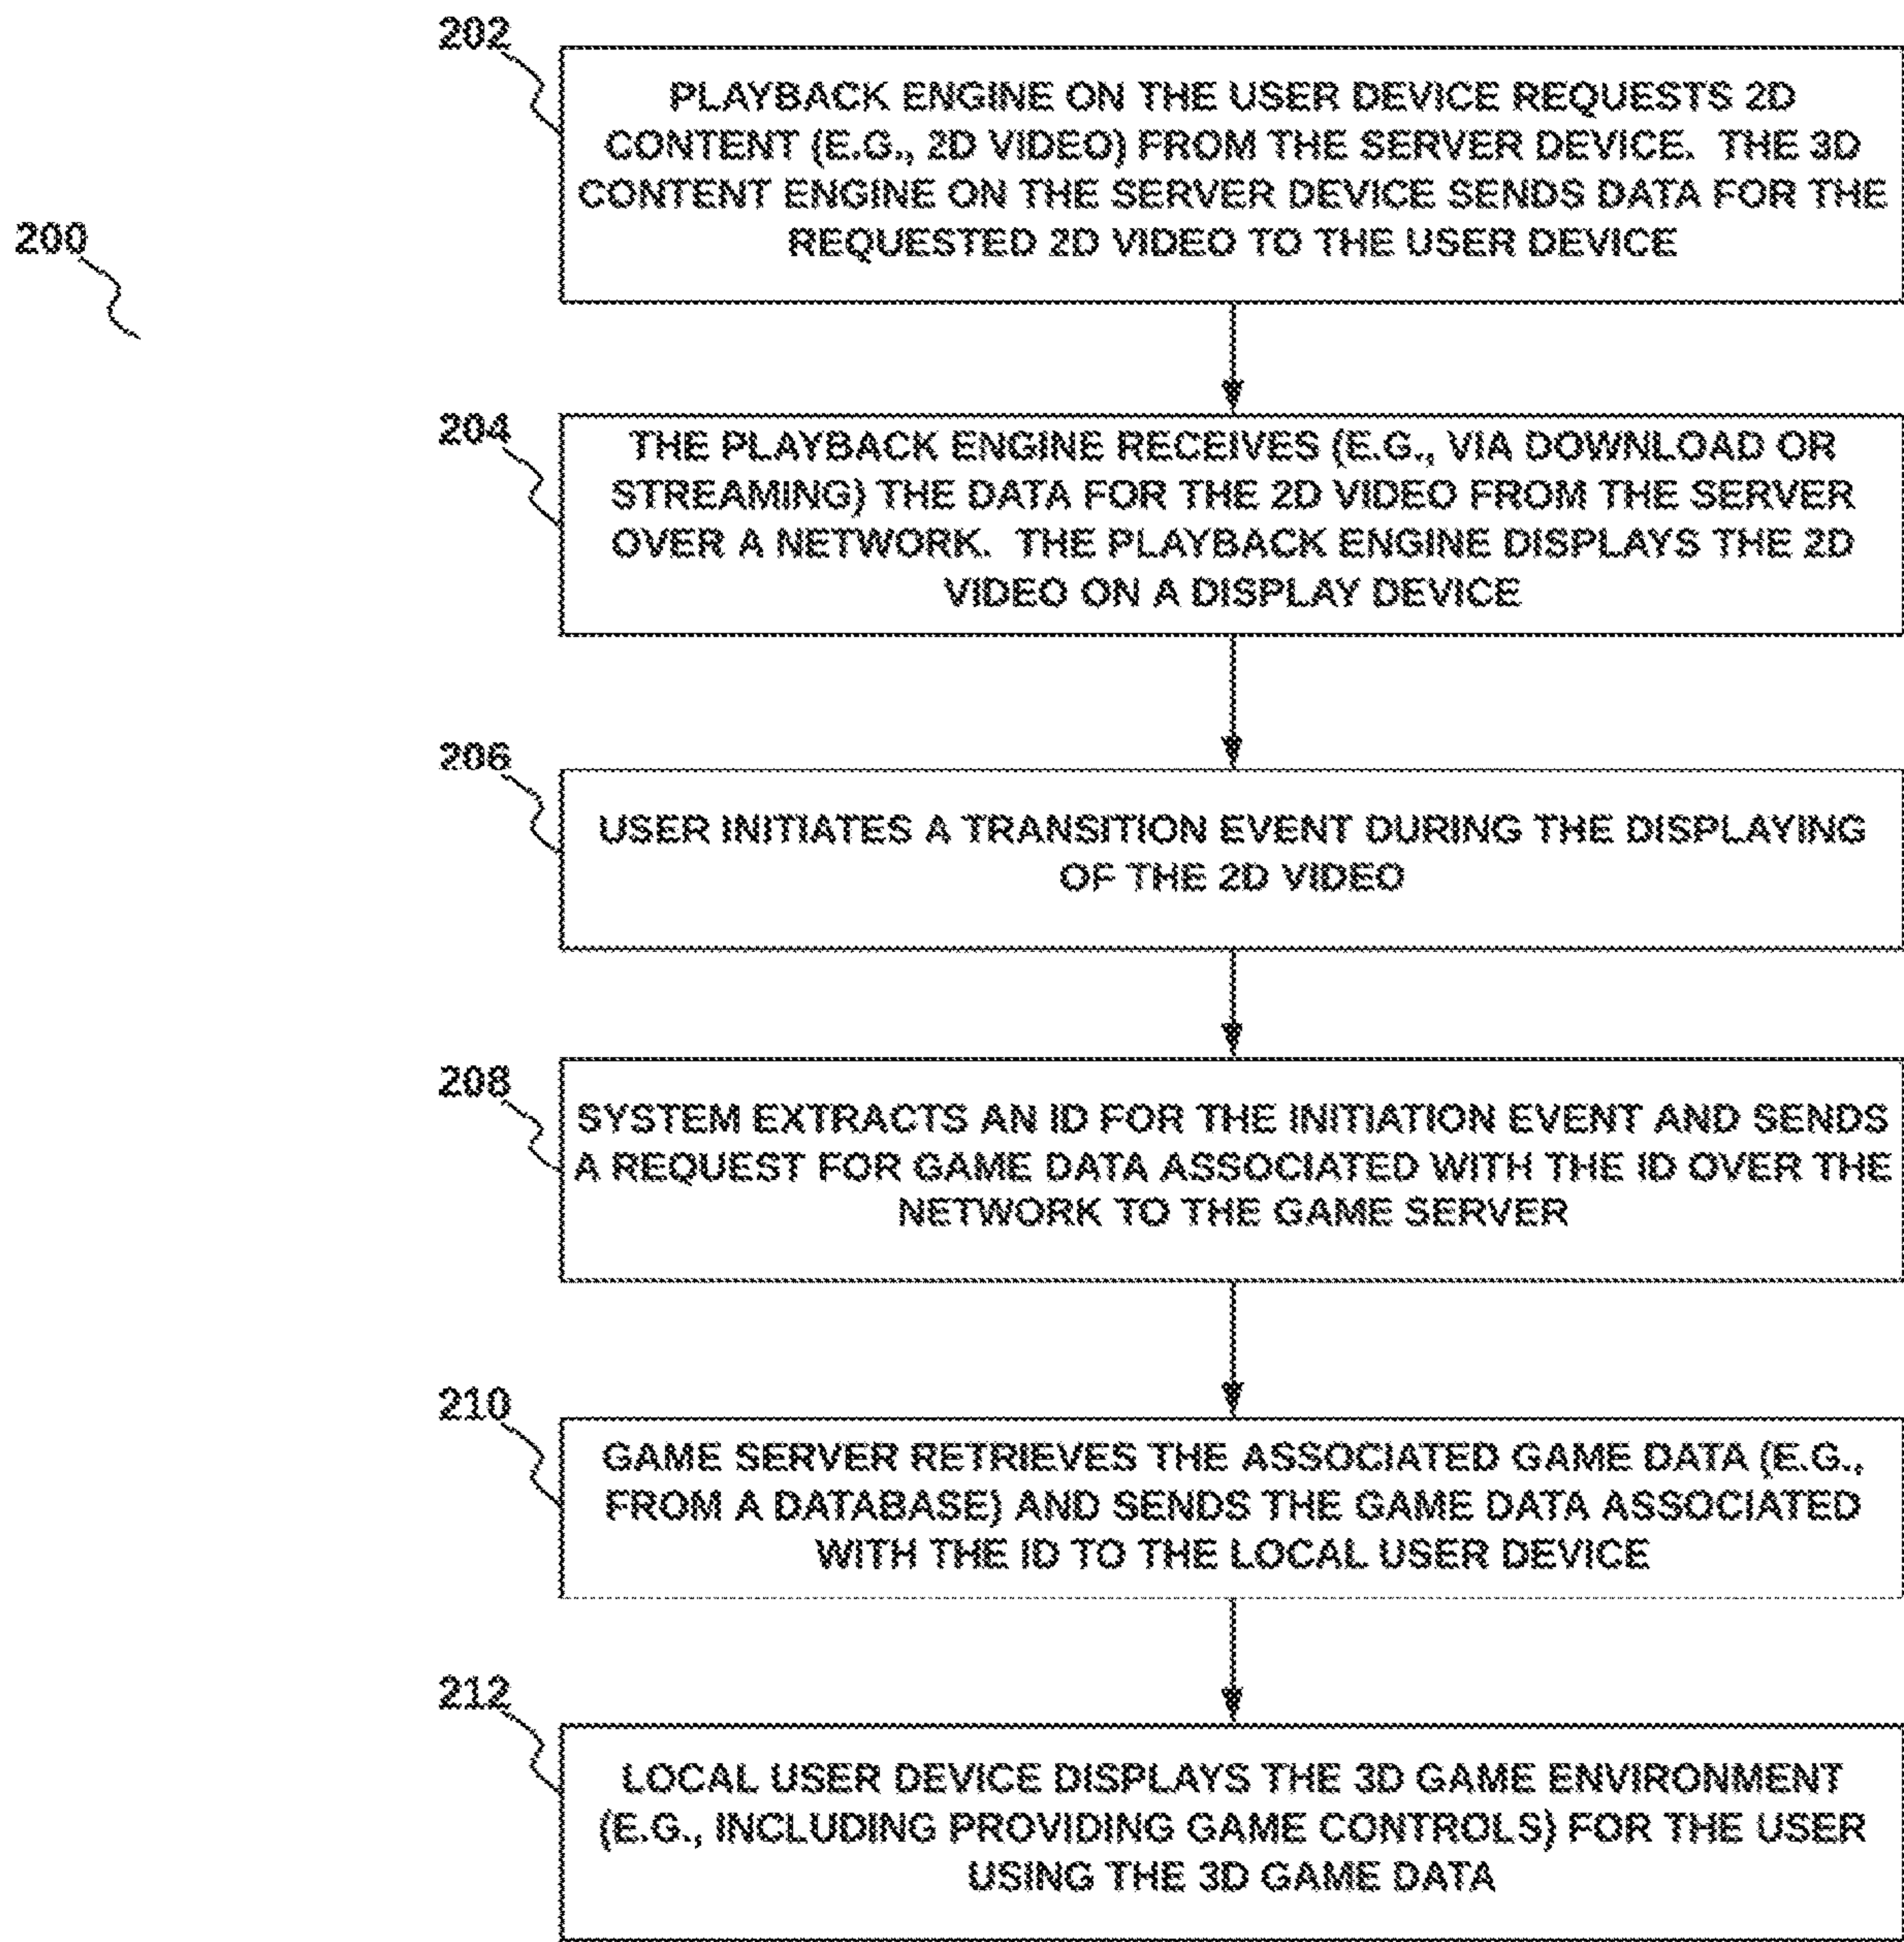 202
PLAYBACK ENGINE ON THE USER DEVICE REQUESTS 2D
CONTENT (E.G., 2D VIDEO) FROM THE SERVER DEVICE. THE 3D
CONTENT ENGINE ON THE SERVER DEVICE SENDS DATA FOR THE
REQUESTED 2D VIDEO TO THE USER DEVICE
200
204
THE PLAYBACK ENGINE RECEIVES (E.G., VIA DOWNLOAD OR
STREAMING) THE DATA FOR THE 2D VIDEO FROM THE SERVER
OVER A NETWORK. THE PLAYBACK ENGINE DISPLAYS THE 2D
VIDEO ON A DISPLAY DEVICE
206
USER INITIATES A TRANSITION EVENT DURING THE DISPLAYING
OF THE 2D VIDEO
208
SYSTEM EXTRACTS AN ID FOR THE INITIATION EVENT AND SENDS
A REQUEST FOR GAME DATA ASSOCIATED WITH THE ID OVER THE
NETWORK TO THE GAME SERVER
210
GAME SERVER RETRIEVES THE ASSOCIATED GAME DATA (E.G.,
FROM A DATABASE) AND SENDS THE GAME DATA ASSOCIATED
WITH THE ID TO THE LOCAL USER DEVICE
212
LOCAL USER DEVICE DISPLAYS THE 3D GAME ENVIRONMENT
(E.G., INCLUDING PROVIDING GAME CONTROLS) FOR THE USER
USING THE 3D GAME DATA